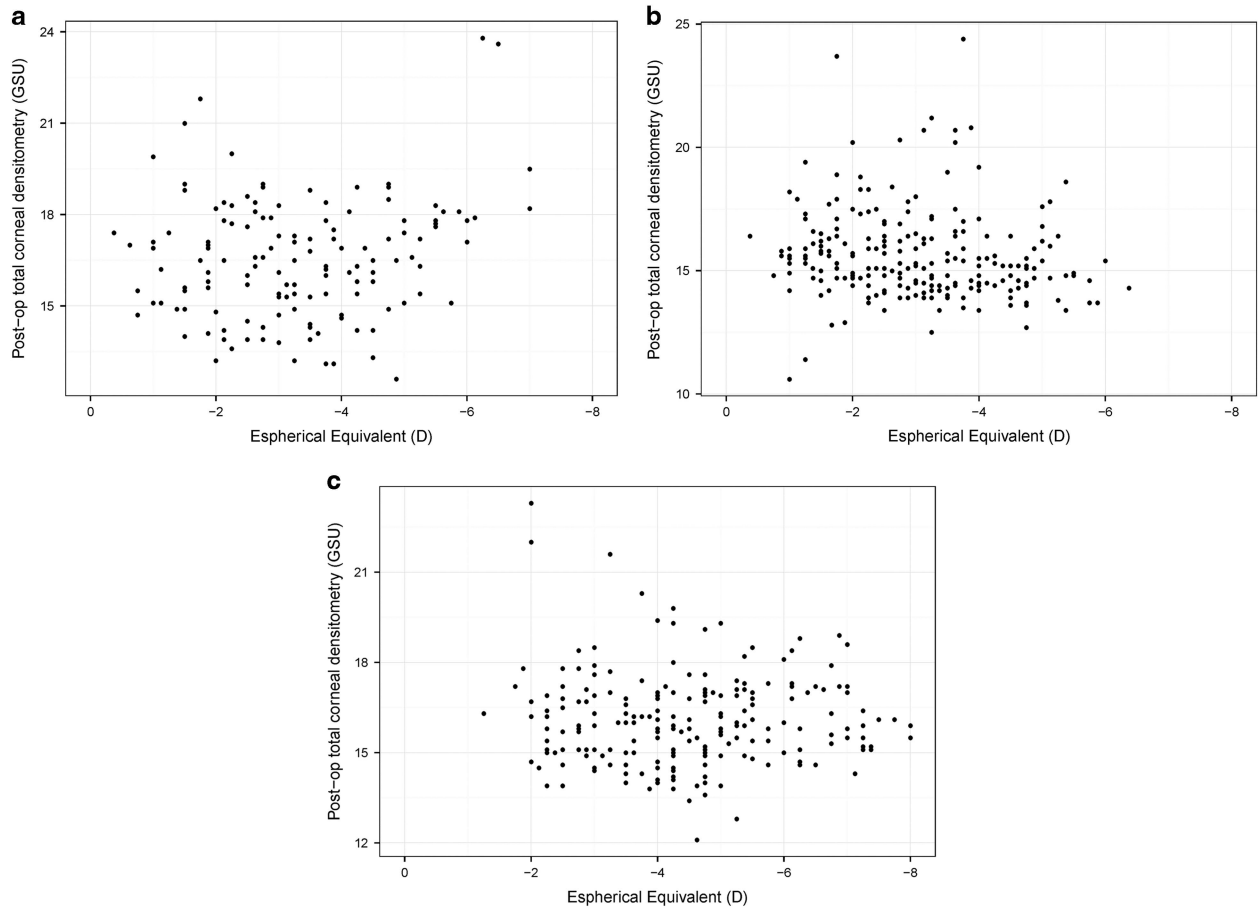 a
Post-op total corneal densitometry (GSU)
24
21
18
15
0 −2 −4 −6 −8
Espherical Equivalent (D)
b
Post-op total corneal densitometry (GSU)
25
20
15
10
0 −2 −4 −6 −8
Espherical Equivalent (D)
c
Post-op total corneal densitometry (GSU)
21
18
15
12
0 −2 −4 −6 −8
Espherical Equivalent (D)